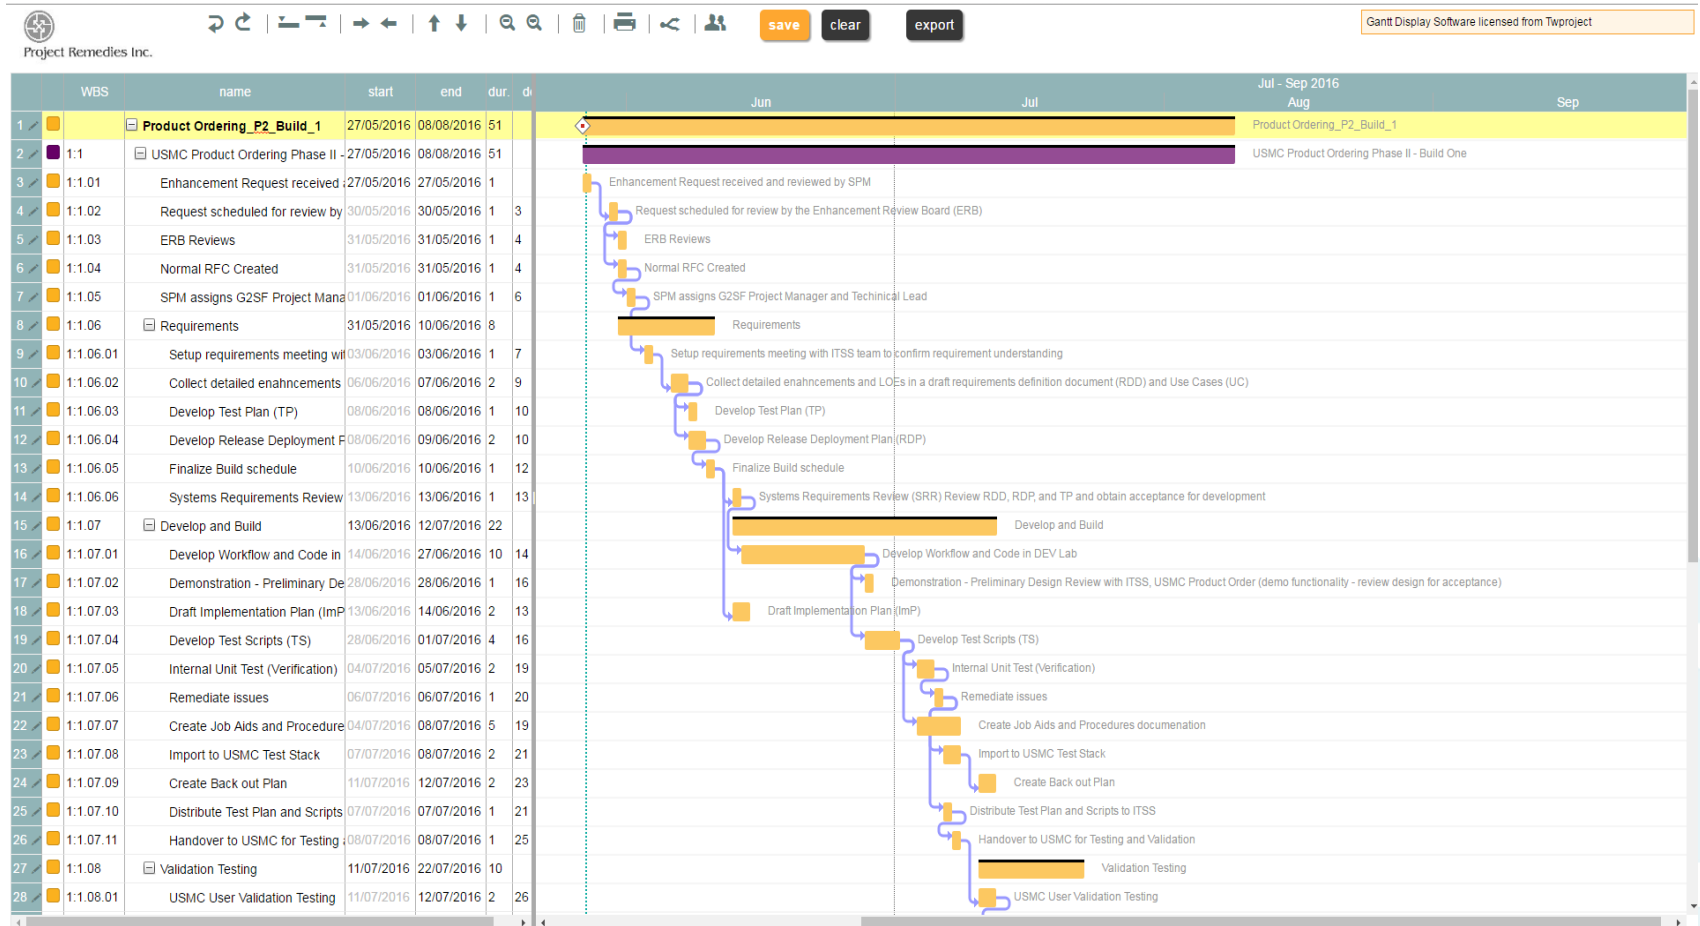 Project Remedies Inc.
save clear export
Gantt Display Software licensed from Twproject
WBS name start end dur. de
Jul - Sep 2016
Jun Jul Aug Sep
1 Product Ordering_P2_Build_1 27/05/2016 08/08/2016 51 Product Ordering_P2_Build_1
2 1:1 USMC Product Ordering Phase II - 27/05/2016 08/08/2016 51 USMC Product Ordering Phase II - Build One
3 1:1.01 Enhancement Request received 27/05/2016 27/05/2016 1 Enhancement Request received and reviewed by SPM
4 1:1.02 Request scheduled for review by 30/05/2016 30/05/2016 1 3 Request scheduled for review by the Enhancement Review Board (ERB)
5 1:1.03 ERB Reviews 31/05/2016 31/05/2016 1 4 ERB Reviews
6 1:1.04 Normal RFC Created 31/05/2016 31/05/2016 1 4 Normal RFC Created
7 1:1.05 SPM assigns G2SF Project Mana 01/06/2016 01/06/2016 1 6 SPM assigns G2SF Project Manager and Techinical Lead
8 1:1.06 Requirements 31/05/2016 10/06/2016 8 Requirements
9 1:1.06.01 Setup requirements meeting wit 03/06/2016 03/06/2016 1 7 Setup requirements meeting with ITSS team to confirm requirement understanding
10 1:1.06.02 Collect detailed enahncements 06/06/2016 07/06/2016 2 9 Collect detailed enahncements and LOEs in a draft requirements definition document (RDD) and Use Cases (UC)
11 1:1.06.03 Develop Test Plan (TP) 08/06/2016 08/06/2016 1 10 Develop Test Plan (TP)
12 1:1.06.04 Develop Release Deployment P 08/06/2016 09/06/2016 2 10 Develop Release Deployment Plan (RDP)
13 1:1.06.05 Finalize Build schedule 10/06/2016 10/06/2016 1 12 Finalize Build schedule
14 1:1.06.06 Systems Requirements Review 13/06/2016 13/06/2016 1 13 Systems Requirements Review (SRR) Review RDD, RDP, and TP and obtain acceptance for development
15 1:1.07 Develop and Build 13/06/2016 12/07/2016 22 Develop and Build
16 1:1.07.01 Develop Workflow and Code in 14/06/2016 27/06/2016 10 14 Develop Workflow and Code in DEV Lab
17 1:1.07.02 Demonstration - Preliminary De 28/06/2016 28/06/2016 1 16 Demonstration - Preliminary Design Review with ITSS, USMC Product Order (demo functionality - review design for acceptance)
18 1:1.07.03 Draft Implementation Plan (ImP 13/06/2016 14/06/2016 2 13 Draft Implementation Plan (ImP)
19 1:1.07.04 Develop Test Scripts (TS) 28/06/2016 01/07/2016 4 16 Develop Test Scripts (TS)
20 1:1.07.05 Internal Unit Test (Verification) 04/07/2016 05/07/2016 2 19 Internal Unit Test (Verification)
21 1:1.07.06 Remediate issues 06/07/2016 06/07/2016 1 20 Remediate issues
22 1:1.07.07 Create Job Aids and Procedure 04/07/2016 08/07/2016 5 19 Create Job Aids and Procedures documenation
23 1:1.07.08 Import to USMC Test Stack 07/07/2016 08/07/2016 2 21 Import to USMC Test Stack
24 1:1.07.09 Create Back out Plan 11/07/2016 12/07/2016 2 23 Create Back out Plan
25 1:1.07.10 Distribute Test Plan and Scripts 07/07/2016 07/07/2016 1 21 Distribute Test Plan and Scripts to ITSS
26 1:1.07.11 Handover to USMC for Testing 08/07/2016 08/07/2016 1 25 Handover to USMC for Testing and Validation
27 1:1.08 Validation Testing 11/07/2016 22/07/2016 10 Validation Testing
28 1:1.08.01 USMC User Validation Testing 11/07/2016 12/07/2016 2 26 USMC User Validation Testing